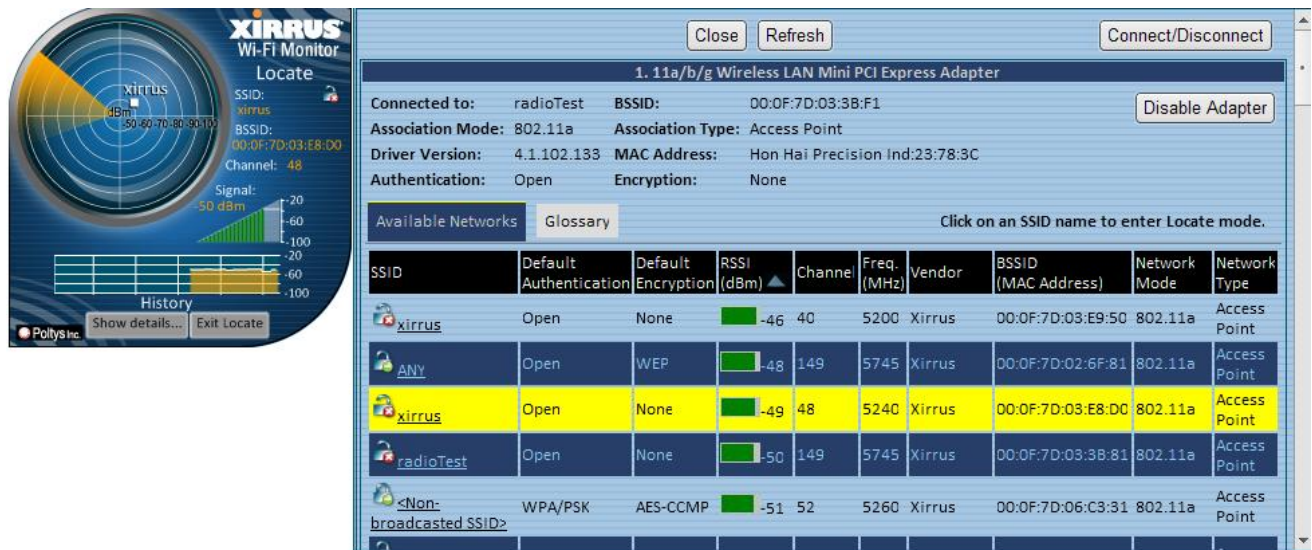 XIRRUS
Wi-Fi Monitor
Locate
SSID:
xirrus
BSSID:
00:0F:7D:03:E8:D0
Channel: 48
Signal:
-50 dBm
-20
-60
-100
xirrus
dBm
-50 -60 -70 -80 -90 -100
-20
-60
-100
History
Show details... Exit Locate
Poltys Inc.
Close Refresh Connect/Disconnect
1. 11a/b/g Wireless LAN Mini PCI Express Adapter
Connected to: radioTest BSSID: 00:0F:7D:03:3B:F1 Disable Adapter
Association Mode: 802.11a Association Type: Access Point
Driver Version: 4.1.102.133 MAC Address: Hon Hai Precision Ind:23:78:3C
Authentication: Open Encryption: None
Available Networks Glossary Click on an SSID name to enter Locate mode.
SSID Default Authentication Default Encryption RSSI (dBm) Channel Freq. (MHz) Vendor BSSID (MAC Address) Network Mode Network Type
xirrus Open None -46 40 5200 Xirrus 00:0F:7D:03:E9:50 802.11a Access Point
ANY Open WEP -48 149 5745 Xirrus 00:0F:7D:02:6F:81 802.11a Access Point
xirrus Open None -49 48 5240 Xirrus 00:0F:7D:03:E8:D0 802.11a Access Point
radioTest Open None -50 149 5745 Xirrus 00:0F:7D:03:3B:81 802.11a Access Point
<Non-broadcasted SSID> WPA/PSK AES-CCMP -51 52 5260 Xirrus 00:0F:7D:06:C3:31 802.11a Access Point